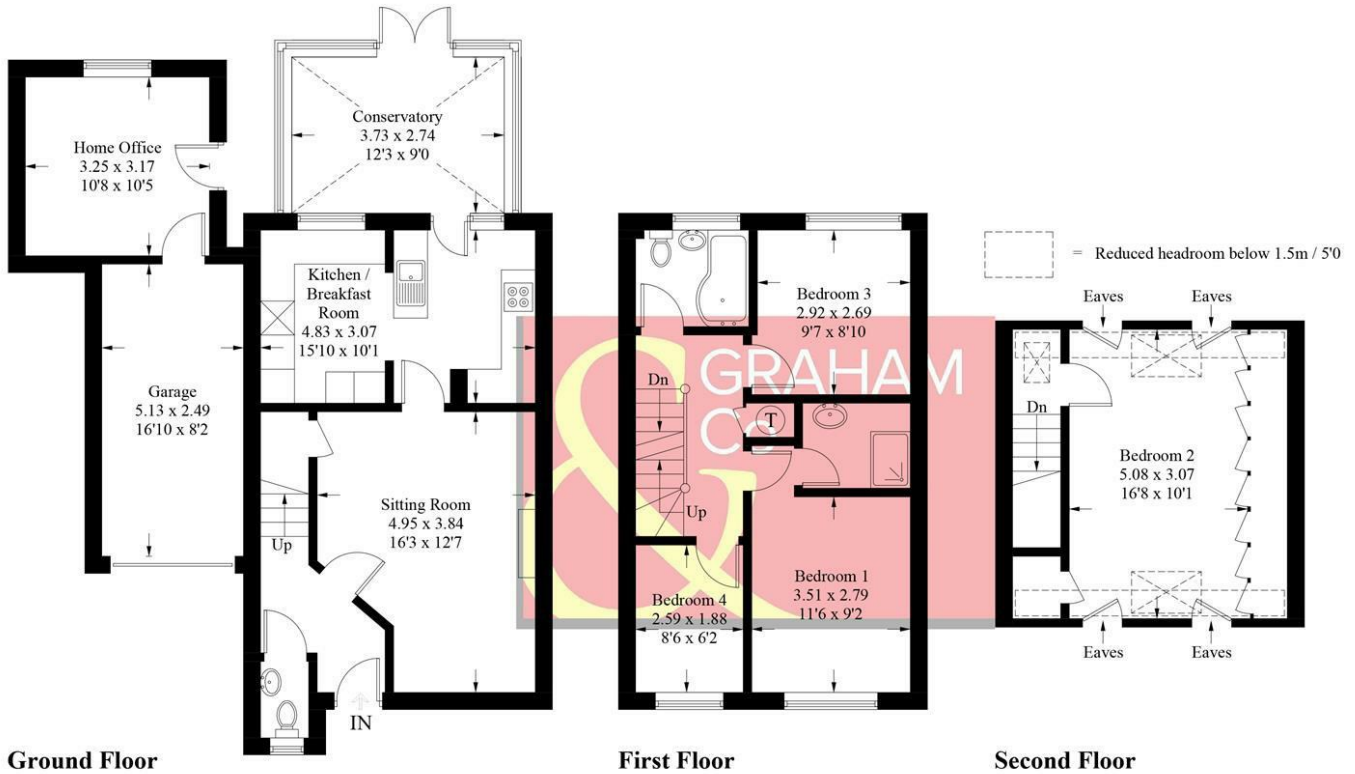 Conservatory
3.73 x 2.74
12'3 x 9'0
Home Office
3.25 x 3.17
10'8 x 10'5
Kitchen /
Breakfast
Room
4.83 x 3.07
15'10 x 10'1
Garage
5.13 x 2.49
16'10 x 8'2
Sitting Room
4.95 x 3.84
16'3 x 12'7
Up
IN
Ground Floor
Bedroom 3
2.92 x 2.69
9'7 x 8'10
Dn
GRAHAM
& Co
T
Up
Bedroom 4
2.59 x 1.88
8'6 x 6'2
Bedroom 1
3.51 x 2.79
11'6 x 9'2
First Floor
= Reduced headroom below 1.5m / 5'0
Eaves
Eaves
Dn
Bedroom 2
5.08 x 3.07
16'8 x 10'1
Eaves
Eaves
Second Floor